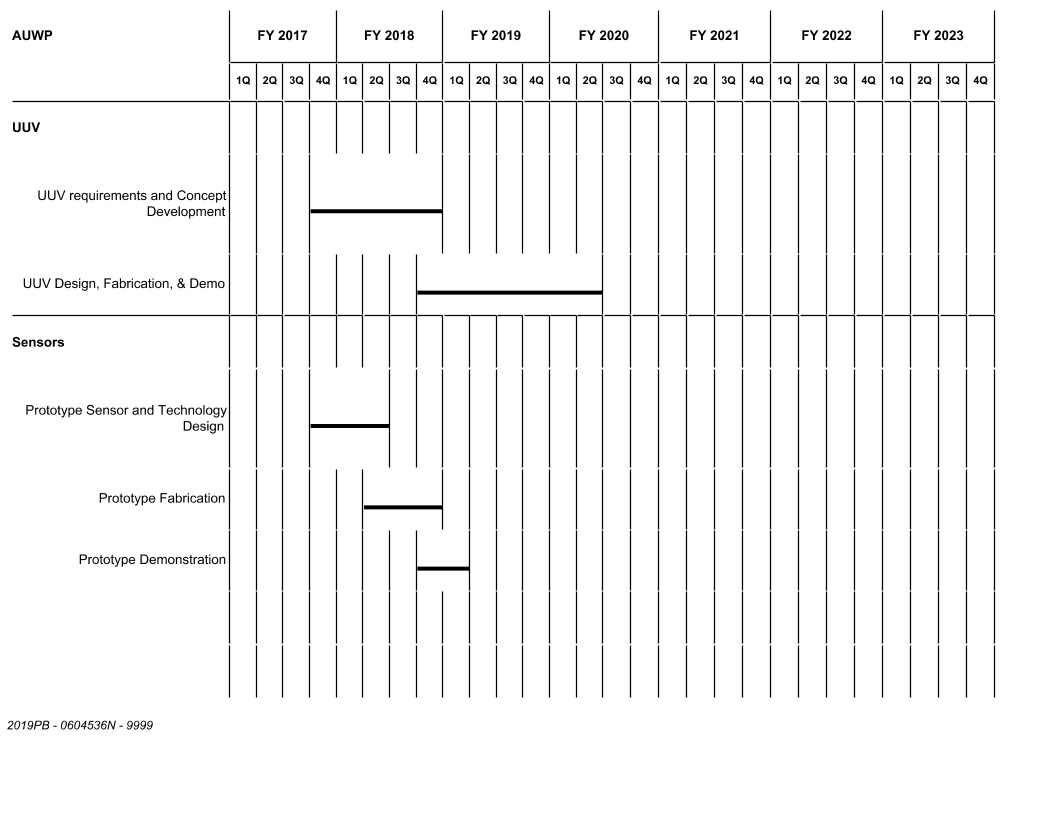 AUWP FY 2017 FY 2018 FY 2019 FY 2020 FY 2021 FY 2022 FY 2023
1Q 2Q 3Q 4Q 1Q 2Q 3Q 4Q 1Q 2Q 3Q 4Q 1Q 2Q 3Q 4Q 1Q 2Q 3Q 4Q 1Q 2Q 3Q 4Q 1Q 2Q 3Q 4Q
UUV
UUV requirements and Concept
Development
UUV Design, Fabrication, & Demo
Sensors
Prototype Sensor and Technology
Design
Prototype Fabrication
Prototype Demonstration
2019PB - 0604536N - 9999